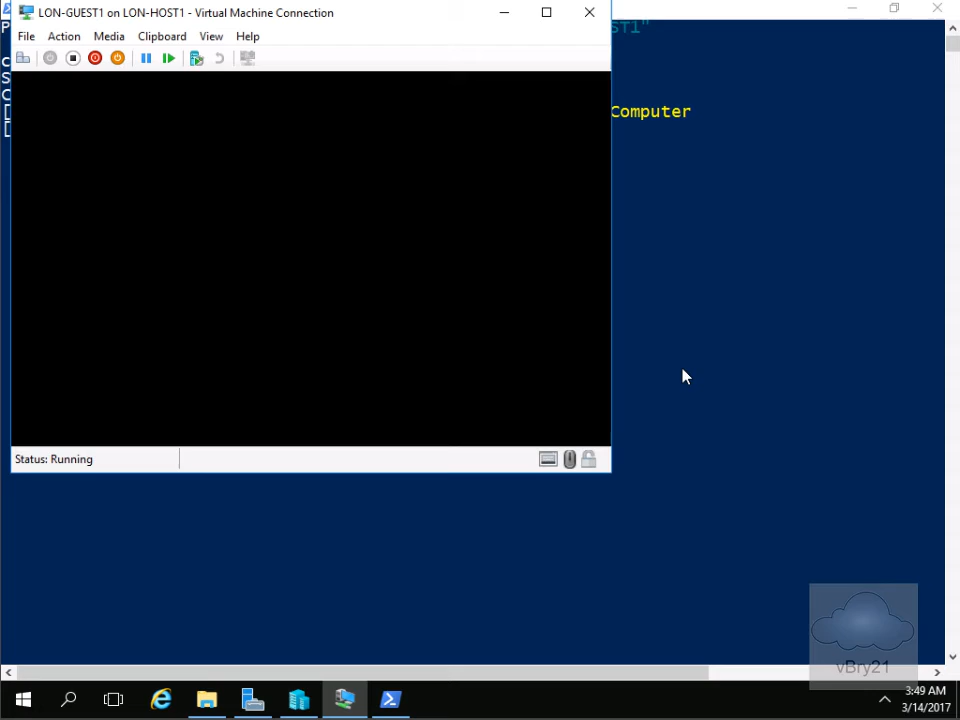 LON-GUEST1 on LON-HOST1 - Virtual Machine Connection
File Action Media Clipboard View Help
ST1"
Computer
Status: Running
vBry21
3:49 AM
3/14/2017